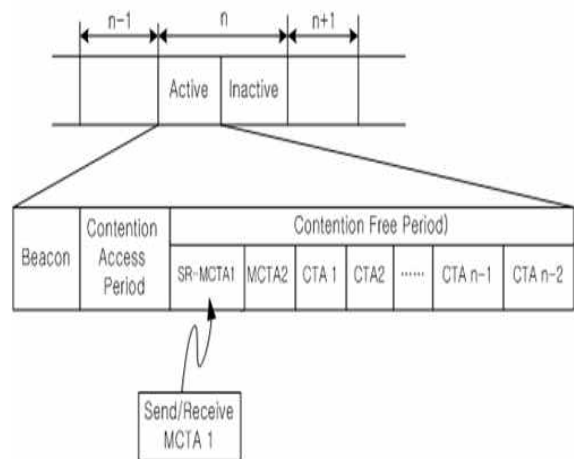 n-1 n n+1
Active Inactive
Contention Free Period)
Beacon
Contention
Access
Period
SR-MCTA1 MCTA2 CTA 1 CTA2 ...... CTA n-1 CTA n-2
Send/Receive
MCTA 1